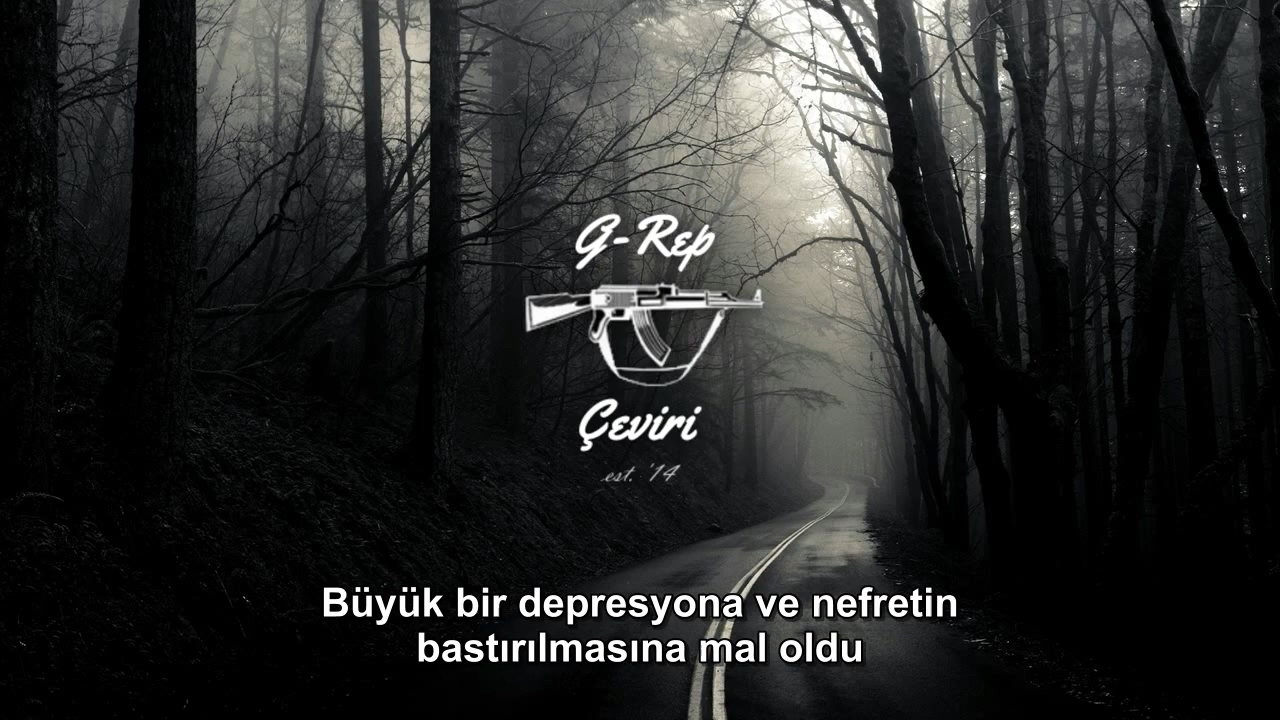 G-Rep
Çeviri
est. '14
Büyük bir depresyona ve nefretin
bastırılmasına mal oldu